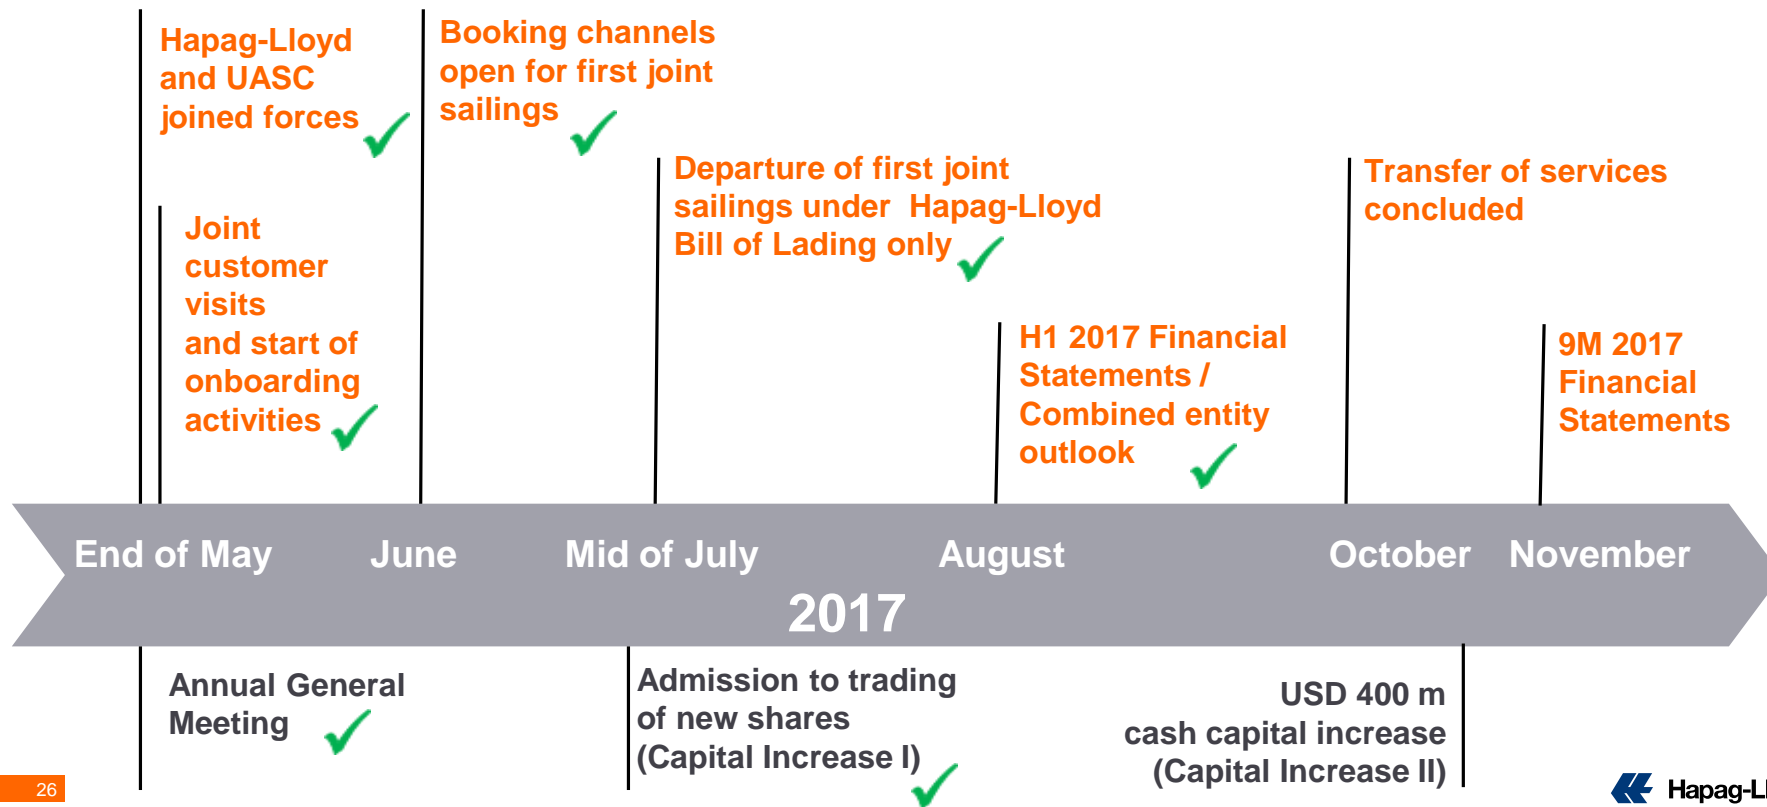 Hapag-Lloyd
and UASC
joined forces
Booking channels
open for first joint
sailings
Joint
customer
visits
and start of
onboarding
activities
Departure of first joint
sailings under Hapag-Lloyd
Bill of Lading only
H1 2017 Financial
Statements /
Combined entity
outlook
Transfer of services
concluded
9M 2017
Financial
Statements
End of May
June
Mid of July
August
October
November
2017
Annual General
Meeting
Admission to trading
of new shares
(Capital Increase I)
USD 400 m
cash capital increase
(Capital Increase II)
26
Hapag-Ll